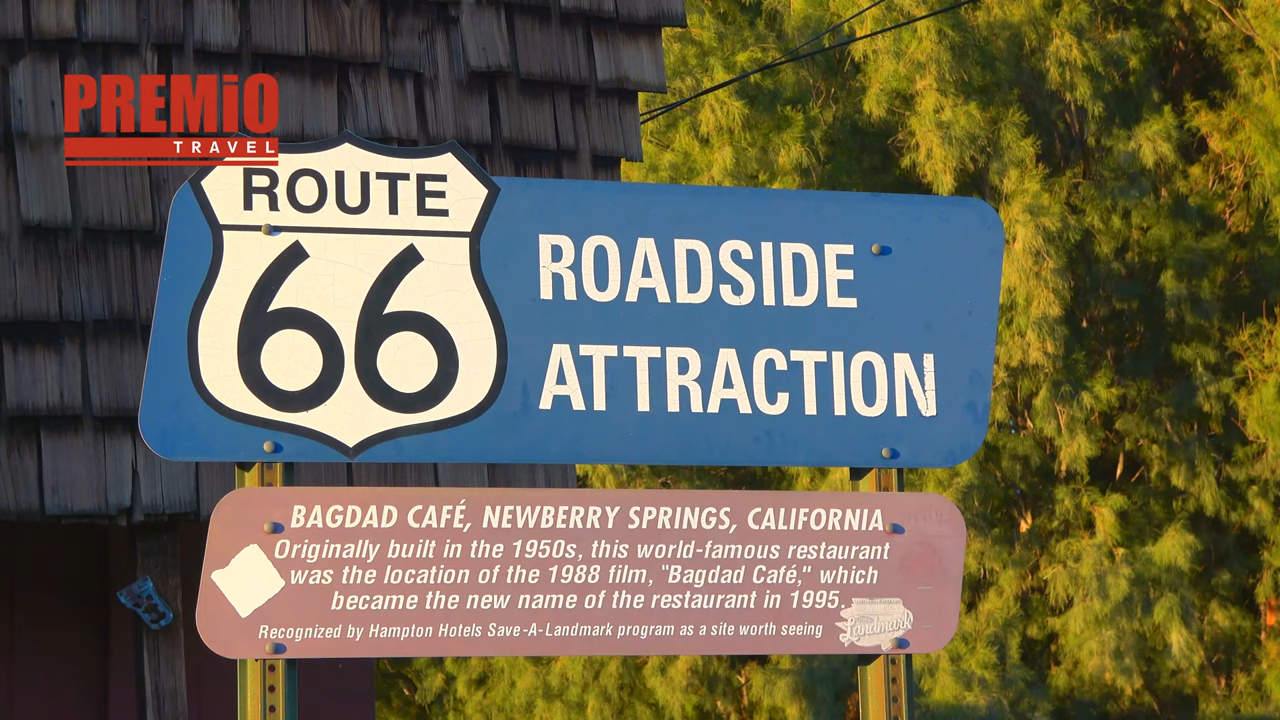 PREMiO
TRAVEL
ROUTE
66
ROADSIDE
ATTRACTION
BAGDAD CAFÉ, NEWBERRY SPRINGS, CALIFORNIA
Originally built in the 1950s, this world-famous restaurant
was the location of the 1988 film, "Bagdad Café," which
became the new name of the restaurant in 1995.
Recognized by Hampton Hotels Save-A-Landmark program as a site worth seeing
Landmark